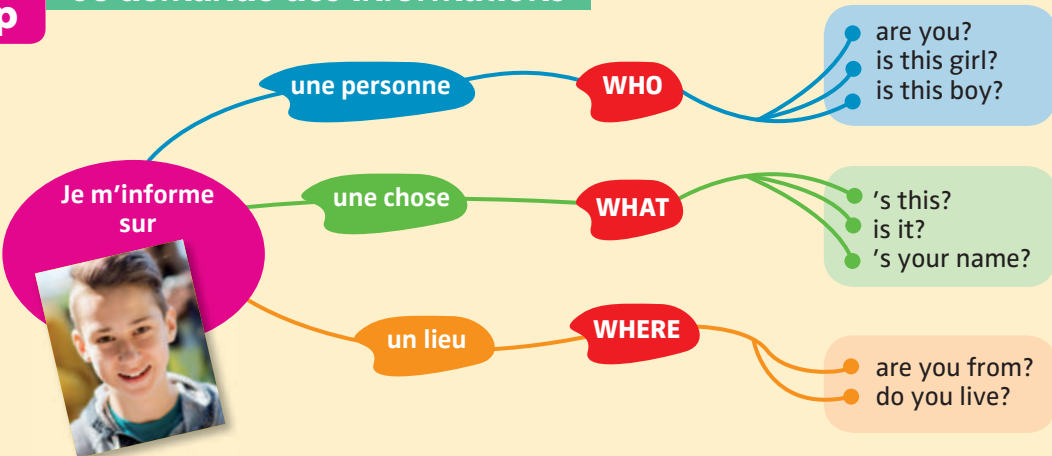 Je m'informe
sur
une personne
WHO
are you?
is this girl?
is this boy?
une chose
WHAT
's this?
is it?
's your name?
un lieu
WHERE
are you from?
do you live?